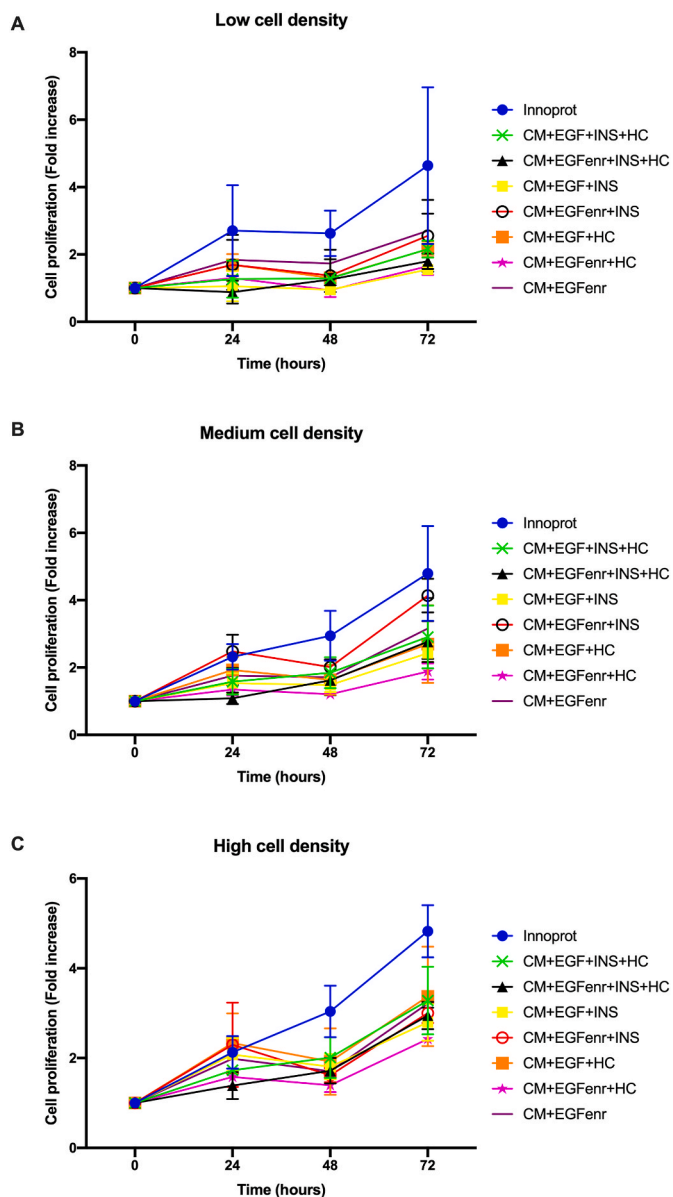 A
Low cell density
Cell proliferation (Fold increase)
8
6
4
2
0
0
24
48
72
Time (hours)
Innoprot
CM+EGF+INS+HC
CM+EGFenr+INS+HC
CM+EGF+INS
CM+EGFenr+INS
CM+EGF+HC
CM+EGFenr+HC
CM+EGFenr
B
Medium cell density
Cell proliferation (Fold increase)
8
6
4
2
0
0
24
48
72
Time (hours)
Innoprot
CM+EGF+INS+HC
CM+EGFenr+INS+HC
CM+EGF+INS
CM+EGFenr+INS
CM+EGF+HC
CM+EGFenr+HC
CM+EGFenr
C
High cell density
Cell proliferation (Fold increase)
6
4
2
0
0
24
48
72
Time (hours)
Innoprot
CM+EGF+INS+HC
CM+EGFenr+INS+HC
CM+EGF+INS
CM+EGFenr+INS
CM+EGF+HC
CM+EGFenr+HC
CM+EGFenr